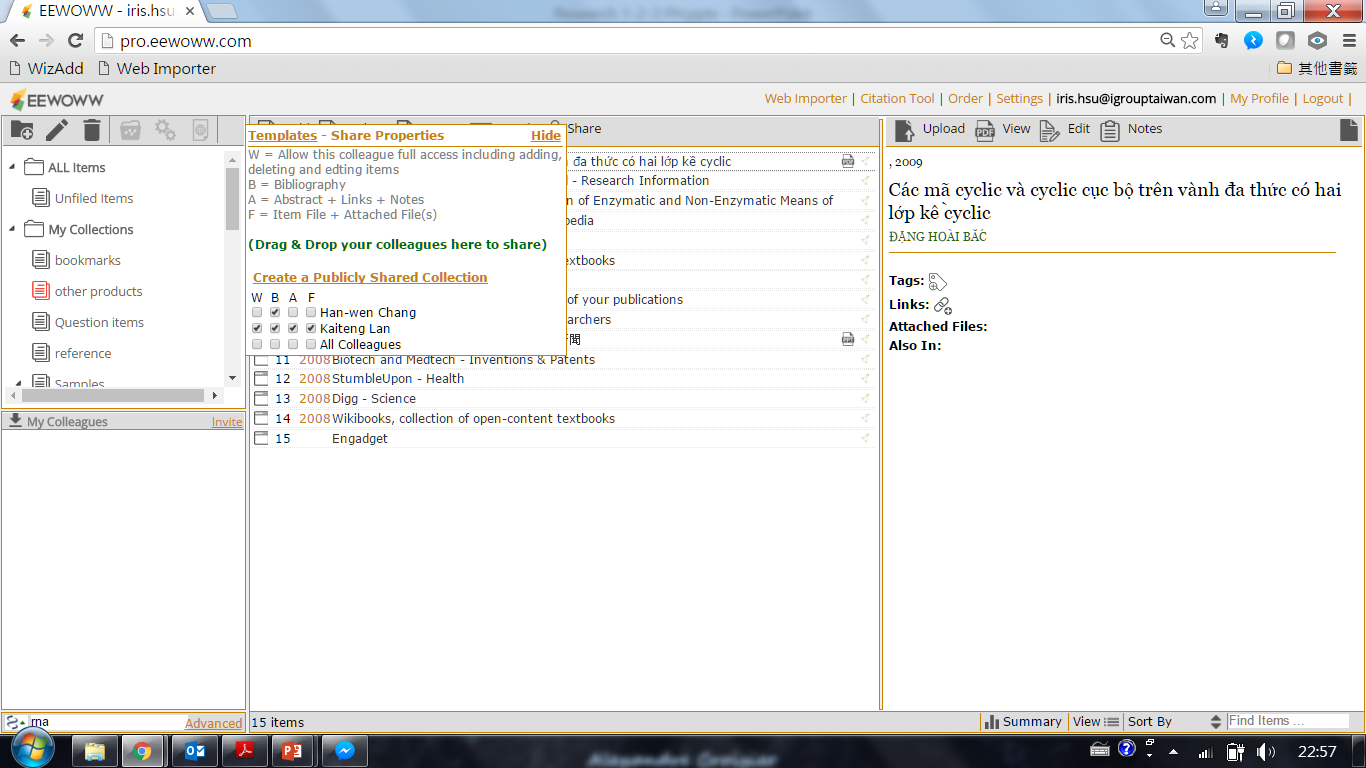 EEWOWW - iris.hsu
pro.eewoww.com
WizAdd Web Importer 其他書籤
EEWOWW
Web Importer | Citation Tool | Order | Settings | iris.hsu@igrouptaiwan.com | My Profile | Logout |
ALL Items
Unfiled Items
My Collections
bookmarks
other products
Question items
reference
Samples
My Colleagues Invite
rna Advanced
Templates - Share Properties Hide
W = Allow this colleague full access including adding,
deleting and edting items
B = Bibliography
A = Abstract + Links + Notes
F = Item File + Attached File(s)
(Drag & Drop your colleagues here to share)
Create a Publicly Shared Collection
W B A F
Han-wen Chang
Kaiteng Lan
All Colleagues
Share
đa thức có hai lớp kề cyclic
- Research Information
n of Enzymatic and Non-Enzymatic Means of
pedia
extbooks
of your publications
archers
聞
11 2008 Biotech and Medtech - Inventions & Patents
12 2008 StumbleUpon - Health
13 2008 Digg - Science
14 2008 Wikibooks, collection of open-content textbooks
15 Engadget
15 items Summary View Sort By Find Items ...
Upload View Edit Notes
, 2009
Các mã cyclic và cyclic cục bộ trên vành đa thức có hai
lớp kề cyclic
ĐẶNG HOÀI BẮC
Tags:
Links:
Attached Files:
Also In:
22:57